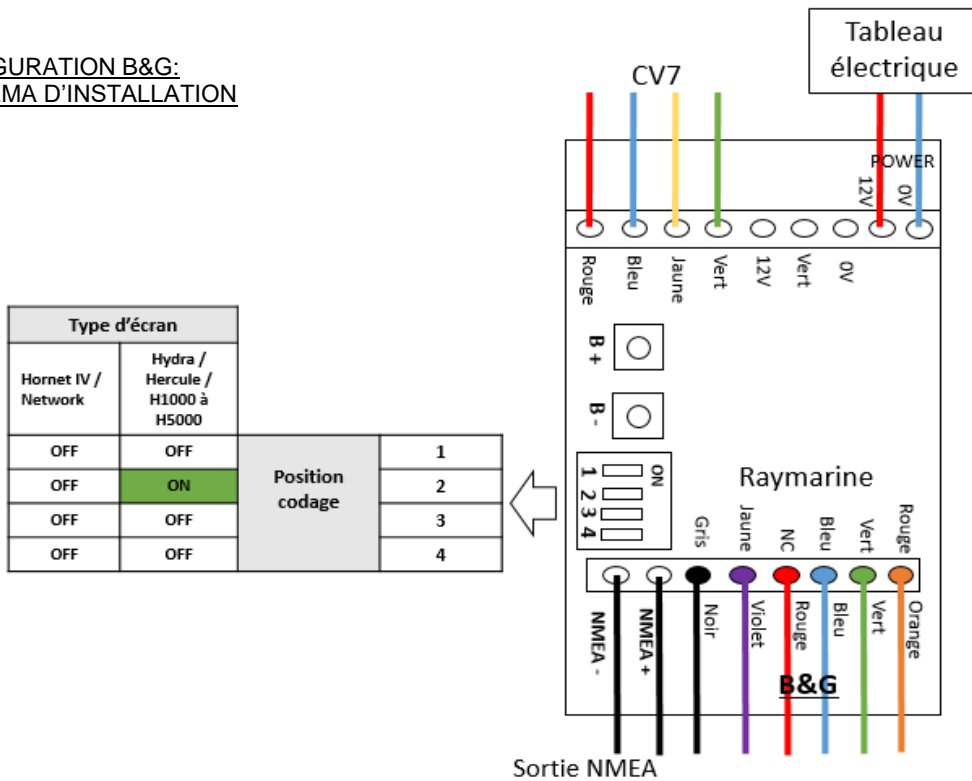 GURATION B&G:
MA D'INSTALLATION
Tableau
électrique
CV7
POWER
12V
0V
Rouge
Bleu
Jaune
Vert
12V
Vert
0V
B +
B -
1
2
3
4
ON
Raymarine
Gris
Jaune
NC
Bleu
Vert
Rouge
NMEA -
NMEA +
Noir
Violet
Rouge
Bleu
Vert
Orange
B&G
Sortie NMEA
Type d'écran
Hornet IV /
Network
Hydra /
Hercule /
H1000 à
H5000
OFF OFF 1
OFF ON 2
Position
codage
OFF OFF 3
OFF OFF 4